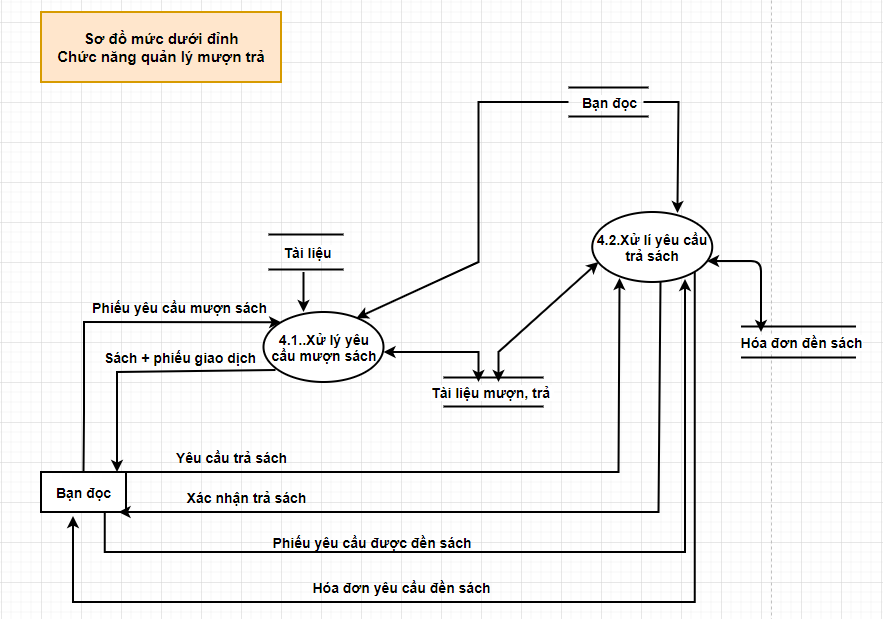 Sơ đồ mức dưới đỉnh
Chức năng quản lý mượn trả
Bạn đọc
4.2.Xử lí yêu cầu
trả sách
Tài liệu
Phiếu yêu cầu mượn sách
4.1..Xử lý yêu
cầu mượn sách
Hóa đơn đền sách
Sách + phiếu giao dịch
Tài liệu mượn, trả
Yêu cầu trả sách
Bạn đọc
Xác nhận trả sách
Phiếu yêu cầu được đền sách
Hóa đơn yêu cầu đền sách